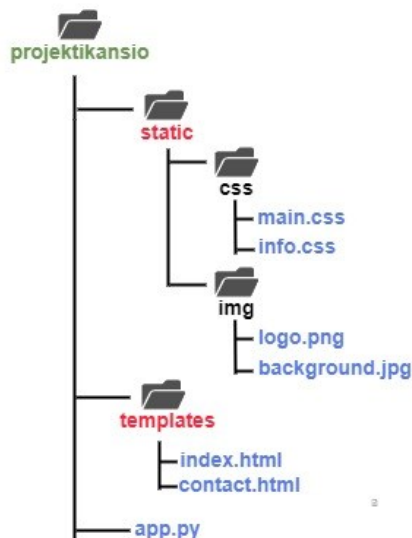 projektikansio
static
css
main.css
info.css
img
logo.png
background.jpg
templates
index.html
contact.html
app.py